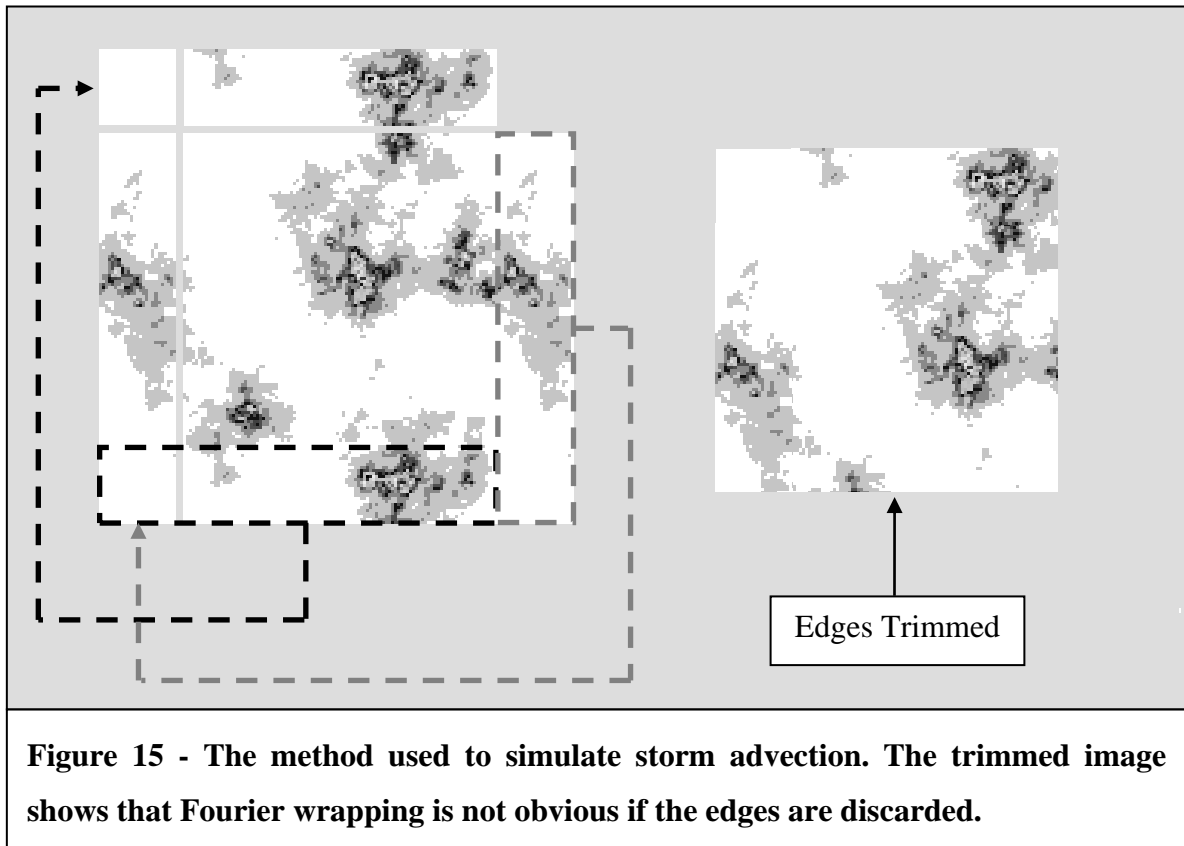 Edges Trimmed
Figure 15 - The method used to simulate storm advection. The trimmed image
shows that Fourier wrapping is not obvious if the edges are discarded.